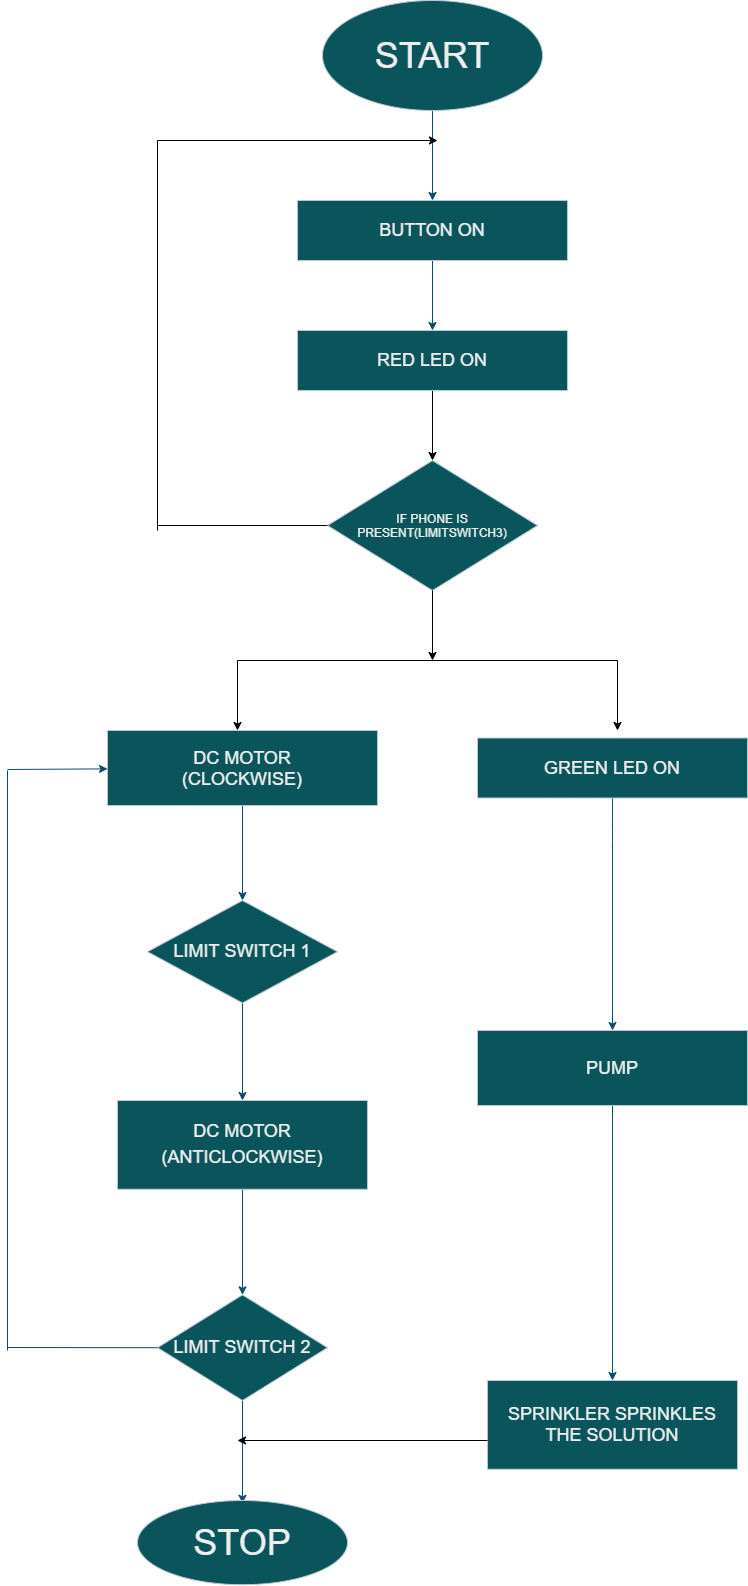 START
BUTTON ON
RED LED ON
IF PHONE IS
PRESENT(LIMITSWITCH3)
DC MOTOR
(CLOCKWISE)
GREEN LED ON
LIMIT SWITCH 1
PUMP
DC MOTOR
(ANTICLOCKWISE)
LIMIT SWITCH 2
SPRINKLER SPRINKLES
THE SOLUTION
STOP